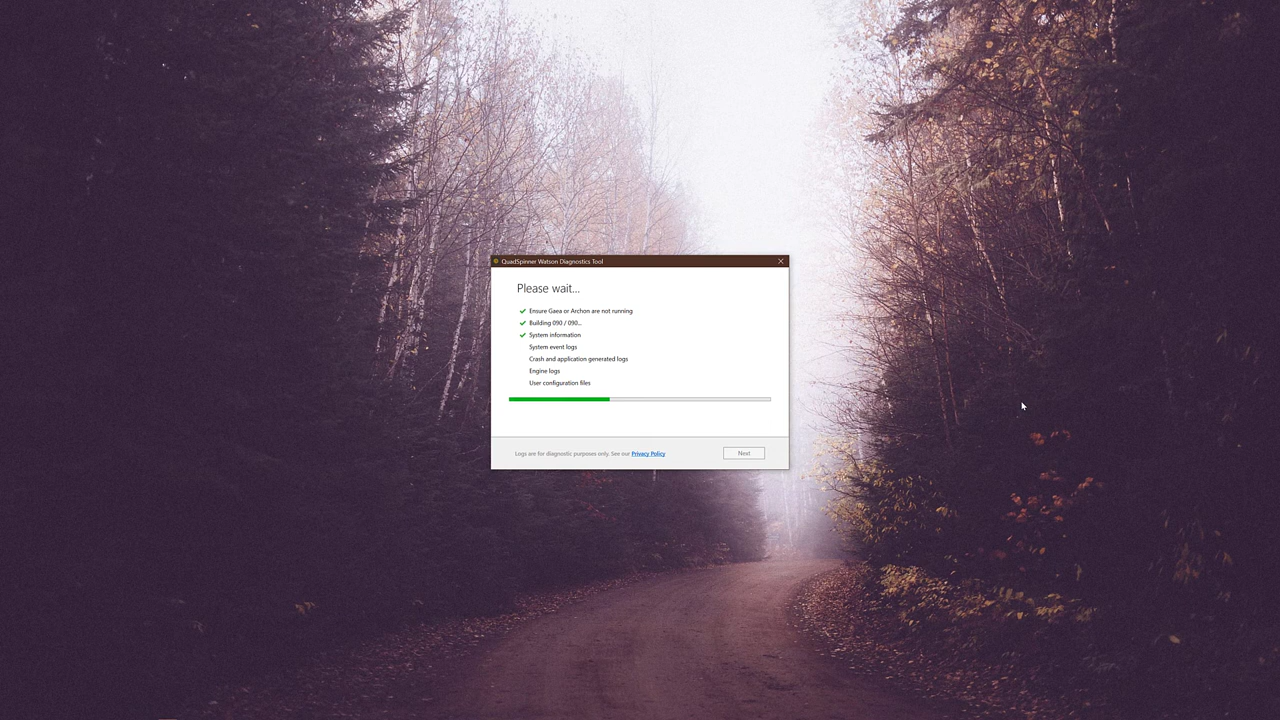 QuadSpinner Watson Diagnostics Tool
Please wait...
Ensure Gaea or Archon are not running
Building 090 / 090...
System information
System event logs
Crash and application generated logs
Engine logs
User configuration files
Logs are for diagnostic purposes only. See our Privacy Policy
Next